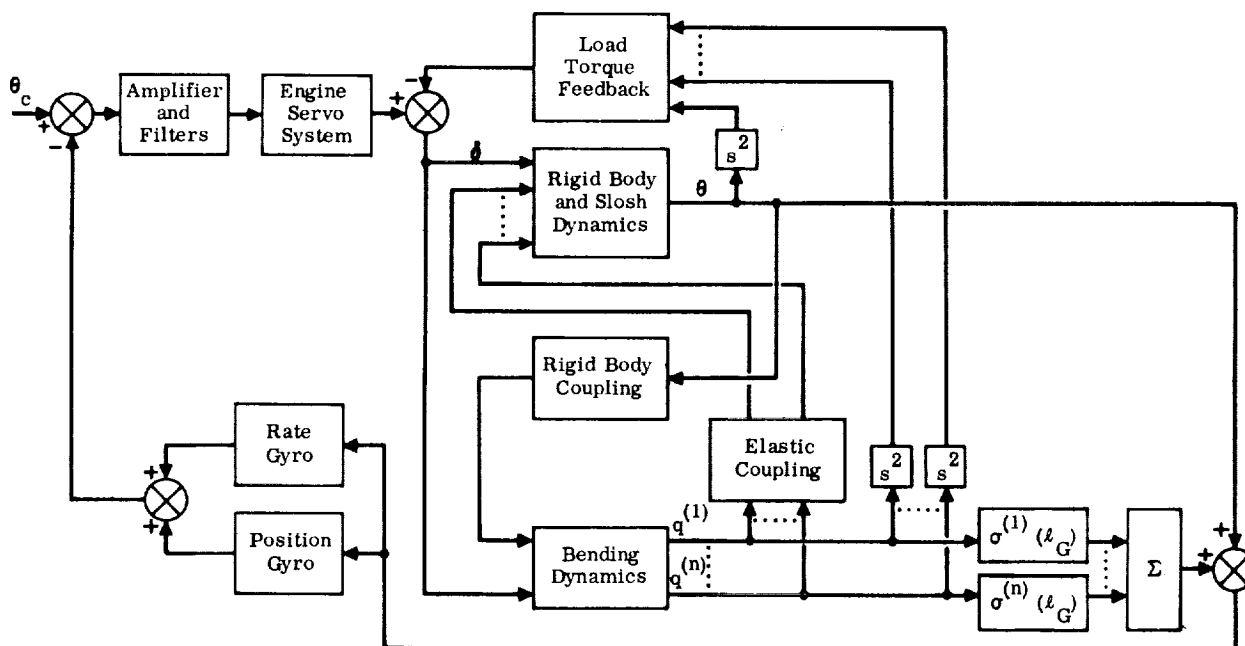 θc
+
-
Amplifier
and
Filters
Engine
Servo
System
+
-
Load
Torque
Feedback
s²
δ
Rigid Body
and Slosh
Dynamics
θ
Rigid Body
Coupling
Elastic
Coupling
s²
s²
Rate
Gyro
+
+
Position
Gyro
Bending
Dynamics
q⁽¹⁾
q⁽ⁿ⁾
σ⁽¹⁾ (ℓG)
σ⁽ⁿ⁾ (ℓG)
Σ
+
+